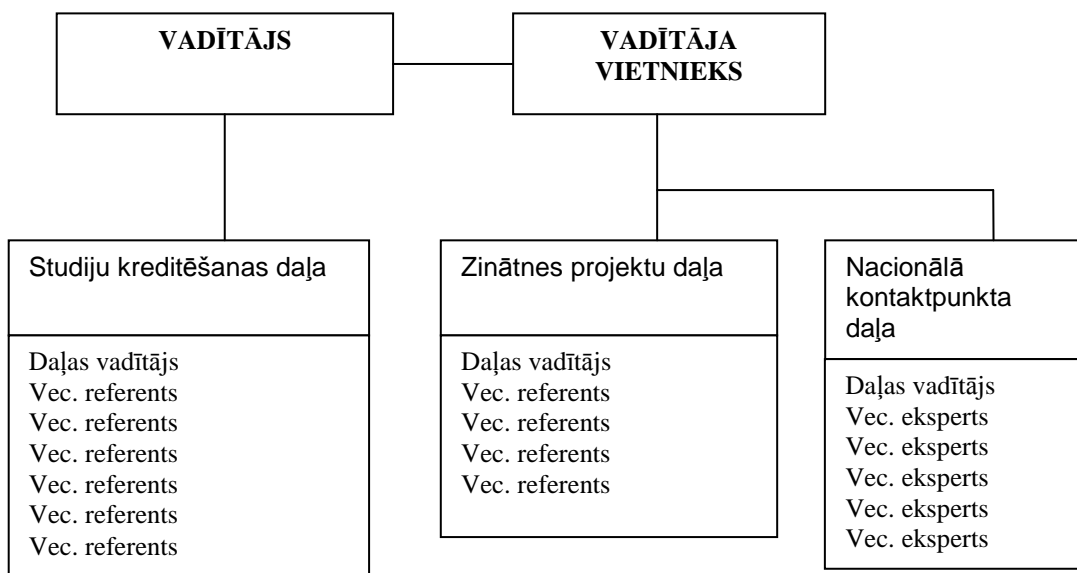 VADĪTĀJS
VADĪTĀJA
VIETNIEKS
Studiju kreditēšanas daļa
Daļas vadītājs
Vec. referents
Vec. referents
Vec. referents
Vec. referents
Vec. referents
Vec. referents
Zinātnes projektu daļa
Daļas vadītājs
Vec. referents
Vec. referents
Vec. referents
Vec. referents
Nacionālā
kontaktpunkta
daļa
Daļas vadītājs
Vec. eksperts
Vec. eksperts
Vec. eksperts
Vec. eksperts
Vec. eksperts